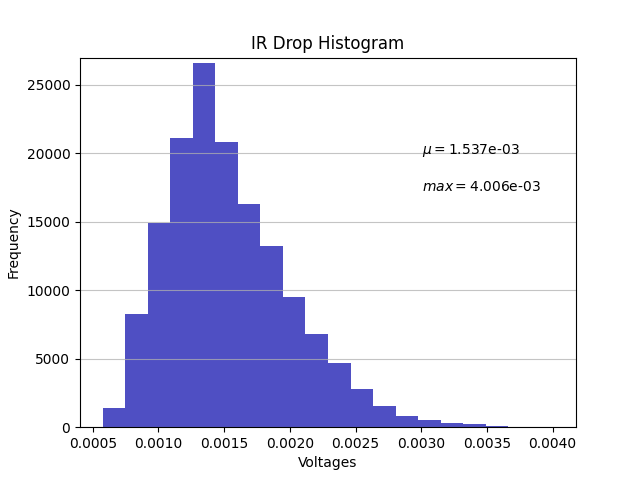 IR Drop Histogram
25000
20000
15000
10000
5000
0
Frequency
μ = 1.537e-03
max = 4.006e-03
0.0005 0.0010 0.0015 0.0020 0.0025 0.0030 0.0035 0.0040
Voltages